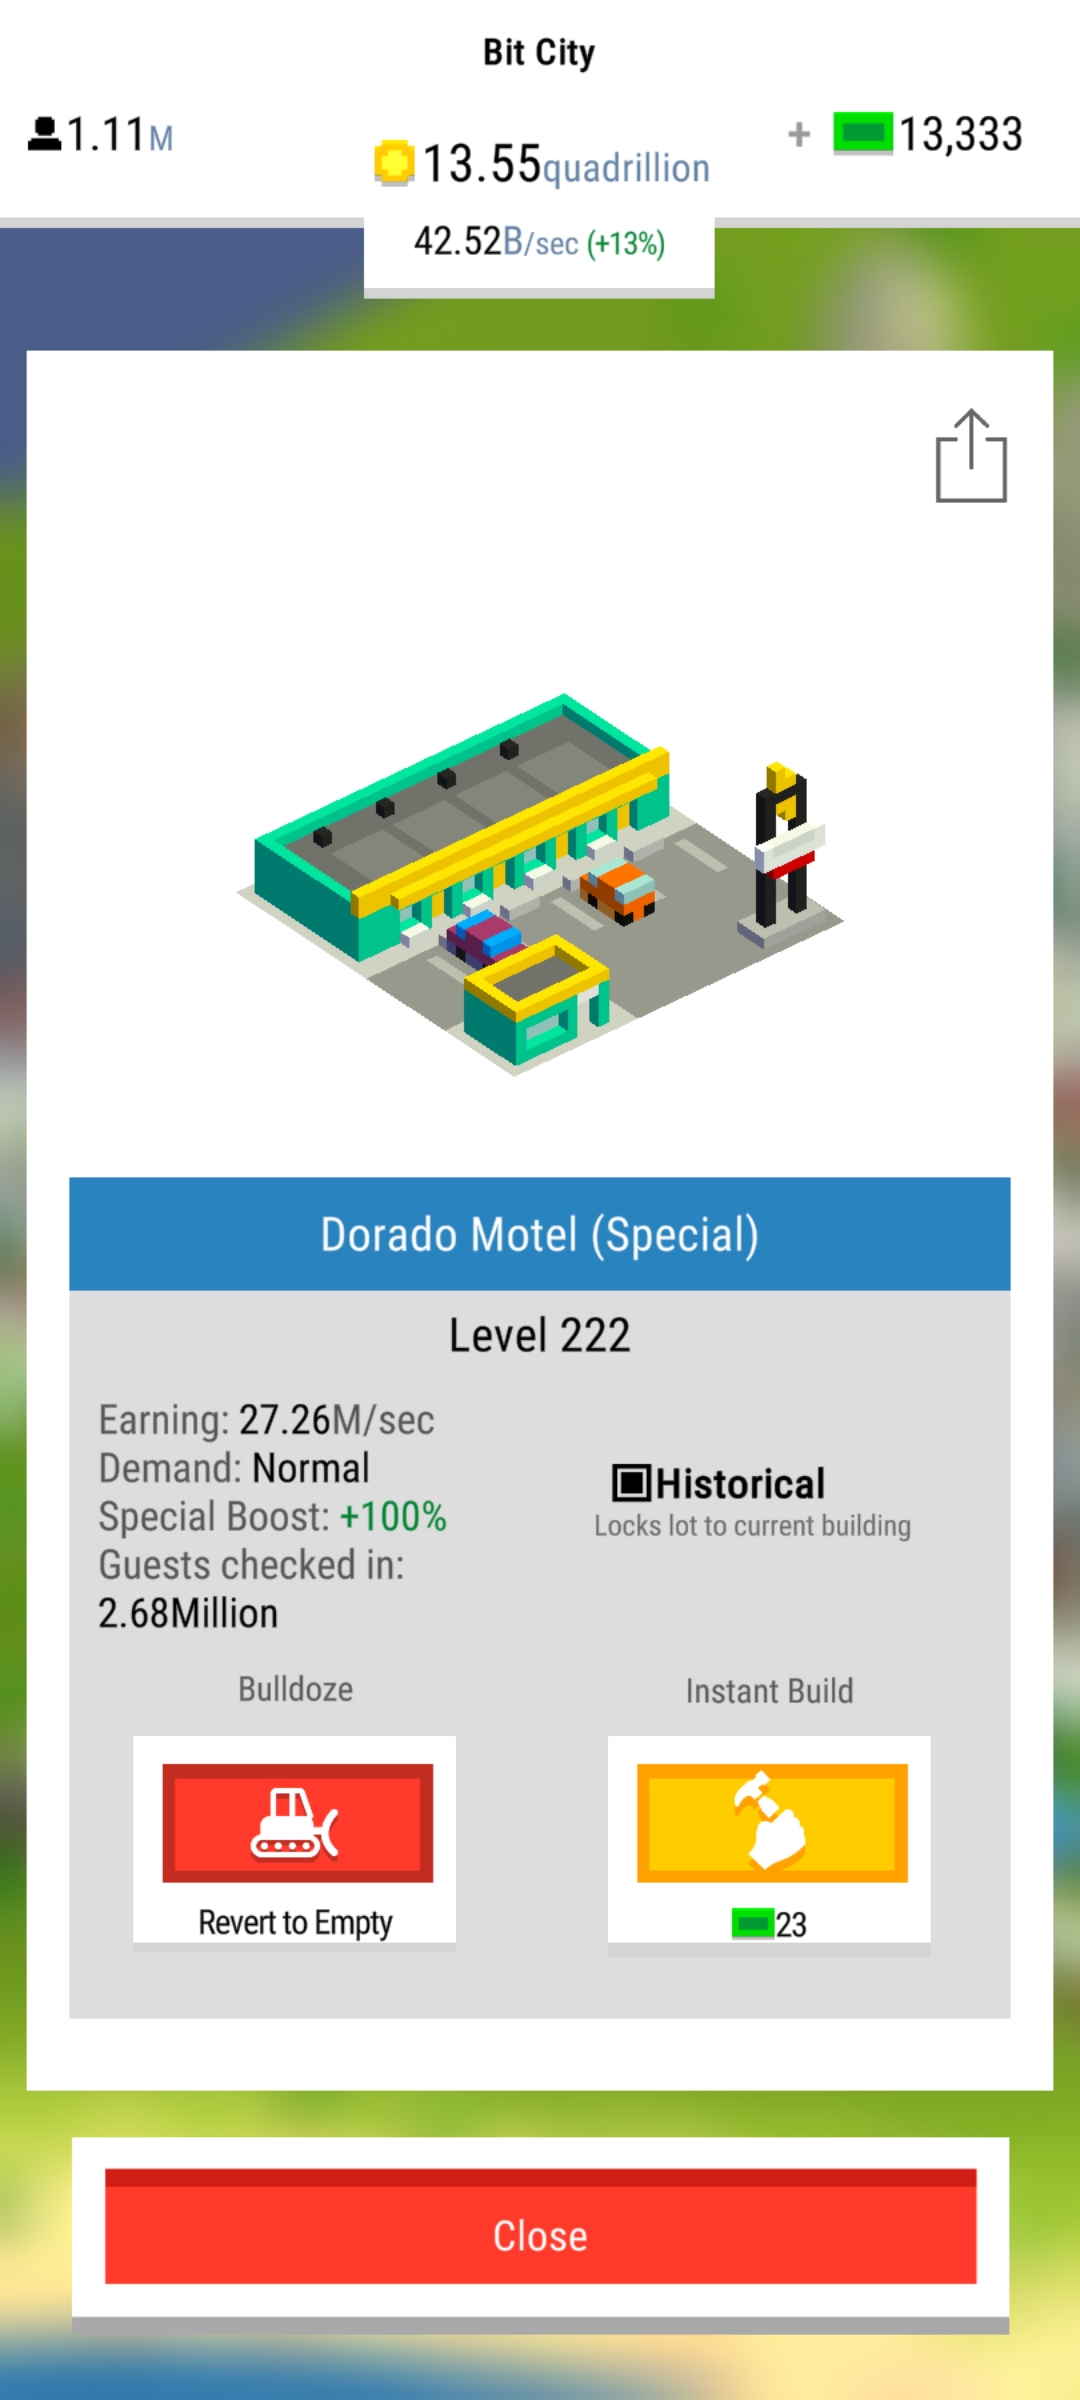 Bit City
1.11M
13.55quadrillion
+ 13,333
42.52B/sec (+13%)
Dorado Motel (Special)
Level 222
Earning: 27.26M/sec
Demand: Normal
Special Boost: +100%
Guests checked in:
2.68Million
Historical
Locks lot to current building
Bulldoze
Instant Build
Revert to Empty
23
Close